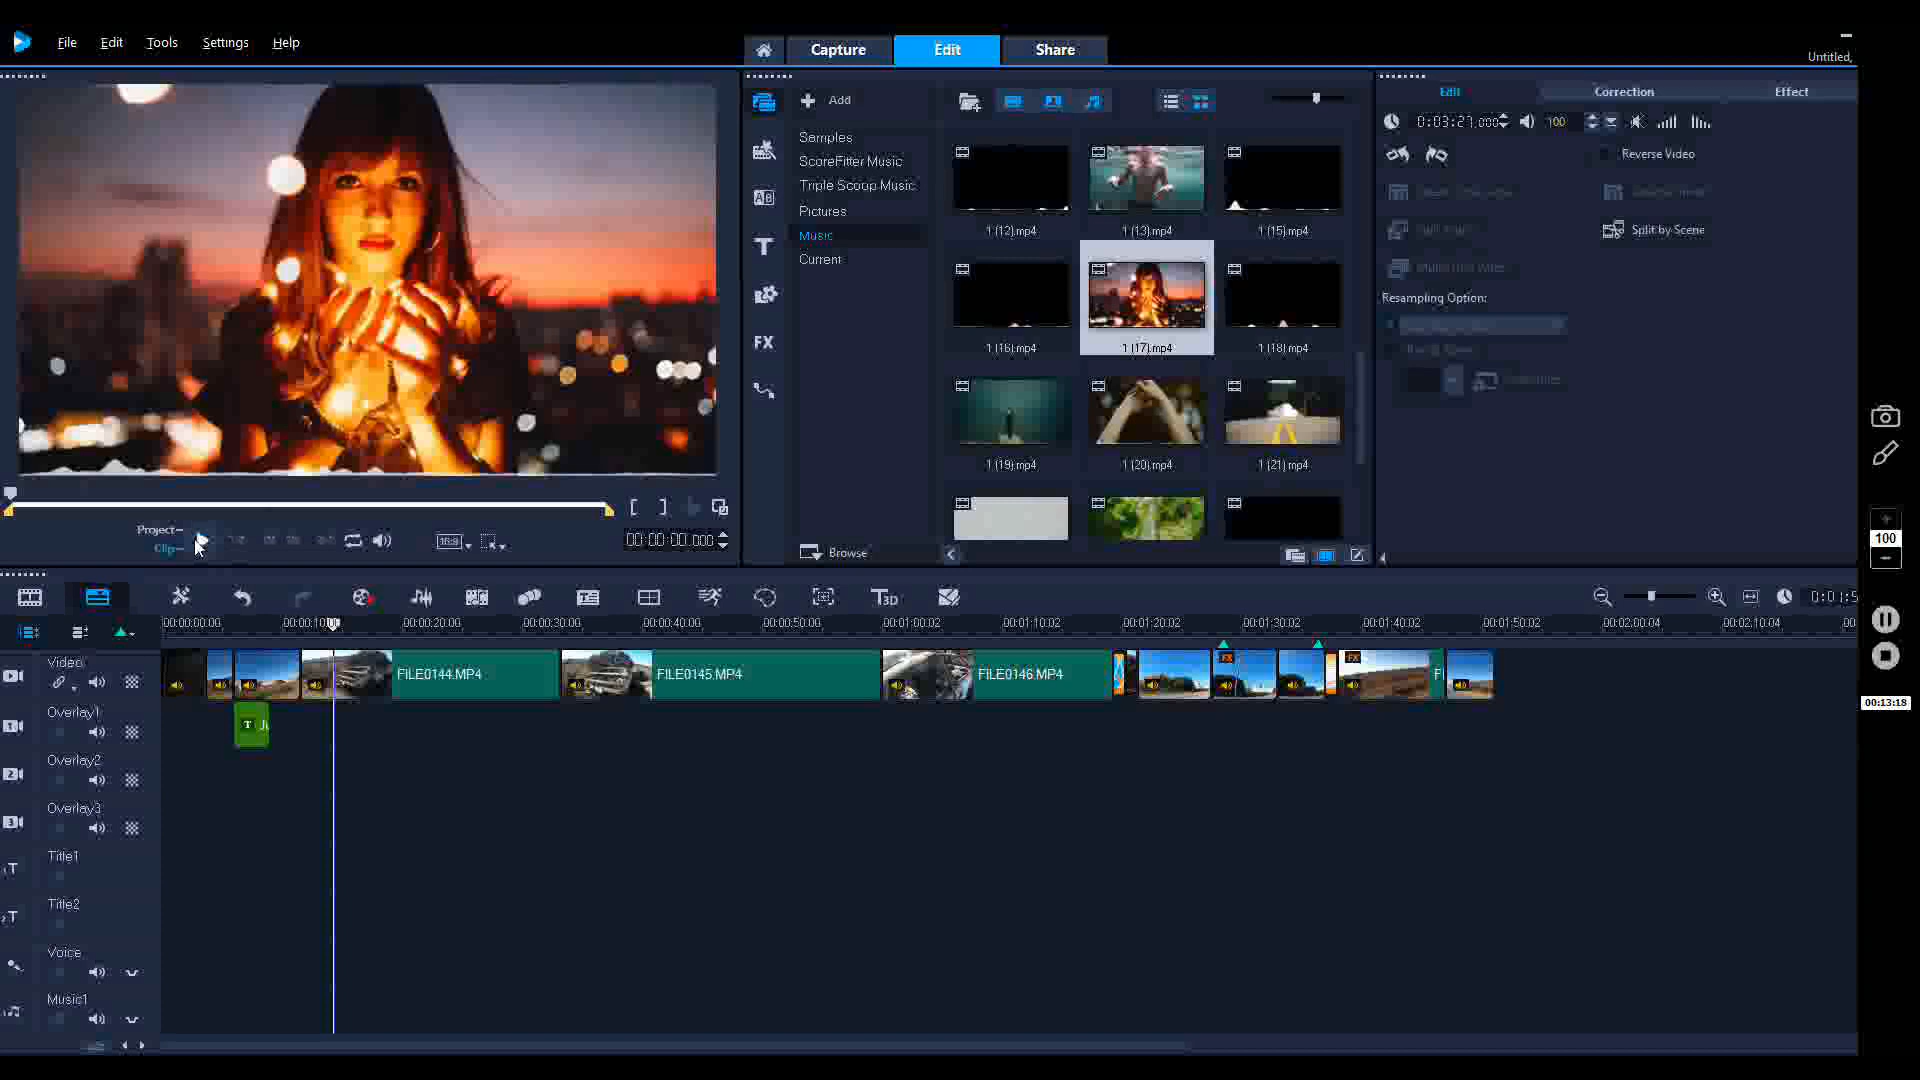 File Edit Tools Settings Help
Capture Edit Share
Untitled,
Add
Samples
ScoreFitter Music
Triple Scoop Music
Pictures
Music
Current
Browse
1 (12).mp4 1 (13).mp4 1 (15).mp4
1 (16).mp4 1 (17).mp4 1 (18).mp4
1 (19).mp4 1 (20).mp4 1 (21).mp4
Edit Correction Effect
0:03:27.000 100
Reverse Video
Split by Scene
Resampling Option:
Project
Clip
16:9
00:00:00.000
FX
T3D
0:01:5
00:00:00.00 00:00:10.00 00:00:20.00 00:00:30.00 00:00:40.00 00:00:50.00 00:01:00.02 00:01:10.02 00:01:20.02 00:01:30.02 00:01:40.02 00:01:50.02 00:02:00.04 00:02:10.04 00
Video
FILE0144.MP4 FILE0145.MP4 FILE0146.MP4 FX FX F
Overlay1
T
Overlay2
Overlay3
Title1
Title2
Voice
Music1
100
00:13:18